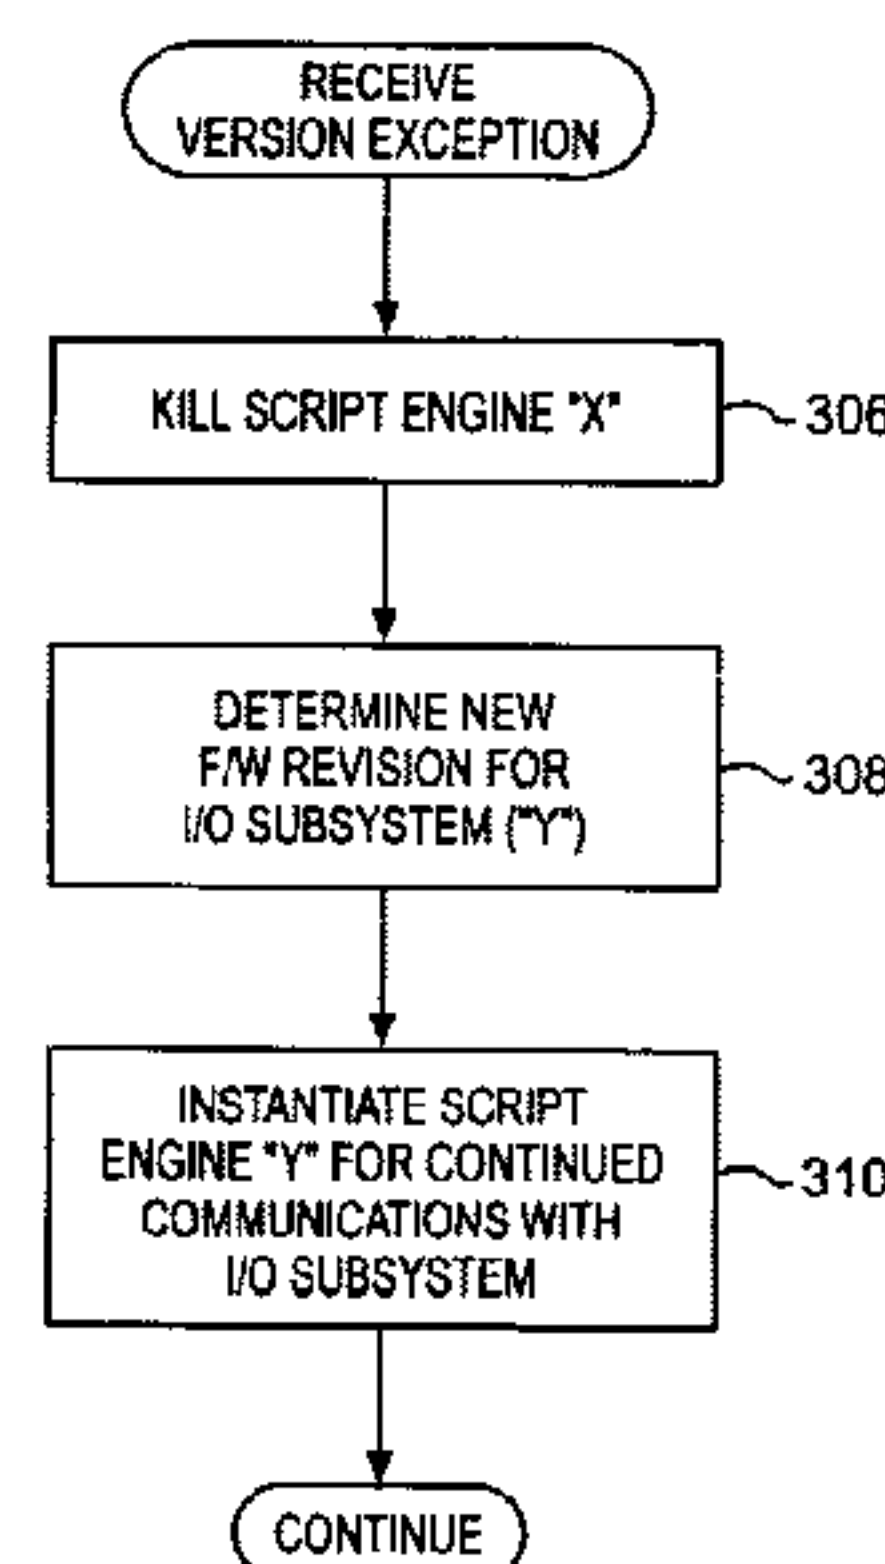 RECEIVE
VERSION EXCEPTION
KILL SCRIPT ENGINE "X"
306
DETERMINE NEW
F/W REVISION FOR
I/O SUBSYSTEM ("Y")
308
INSTANTIATE SCRIPT
ENGINE "Y" FOR CONTINUED
COMMUNICATIONS WITH
I/O SUBSYSTEM
310
CONTINUE